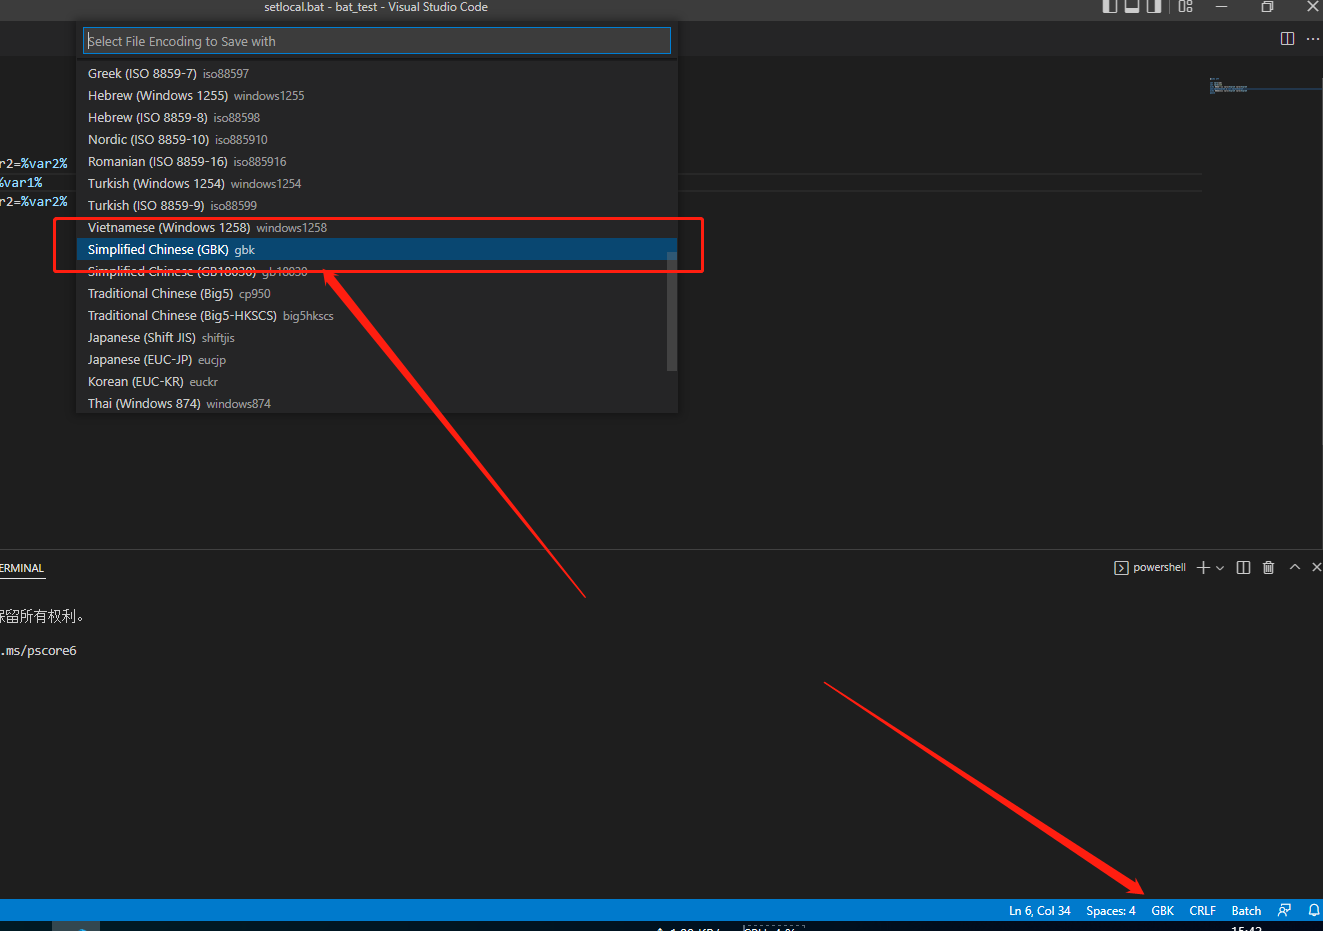 setlocal.bat - bat_test - Visual Studio Code
Select File Encoding to Save with
Greek (ISO 8859-7) iso88597
Hebrew (Windows 1255) windows1255
Hebrew (ISO 8859-8) iso88598
Nordic (ISO 8859-10) iso885910
Romanian (ISO 8859-16) iso885916
Turkish (Windows 1254) windows1254
Turkish (ISO 8859-9) iso88599
Vietnamese (Windows 1258) windows1258
Simplified Chinese (GBK) gbk
Simplified Chinese (GB18030) gb18030
Traditional Chinese (Big5) cp950
Traditional Chinese (Big5-HKSCS) big5hkscs
Japanese (Shift JIS) shiftjis
Japanese (EUC-JP) eucjp
Korean (EUC-KR) euckr
Thai (Windows 874) windows874
r2=%var2%
%var1%
r2=%var2%
ERMINAL
powershell
保留所有权利。
.ms/pscore6
Ln 6, Col 34 Spaces: 4 GBK CRLF Batch